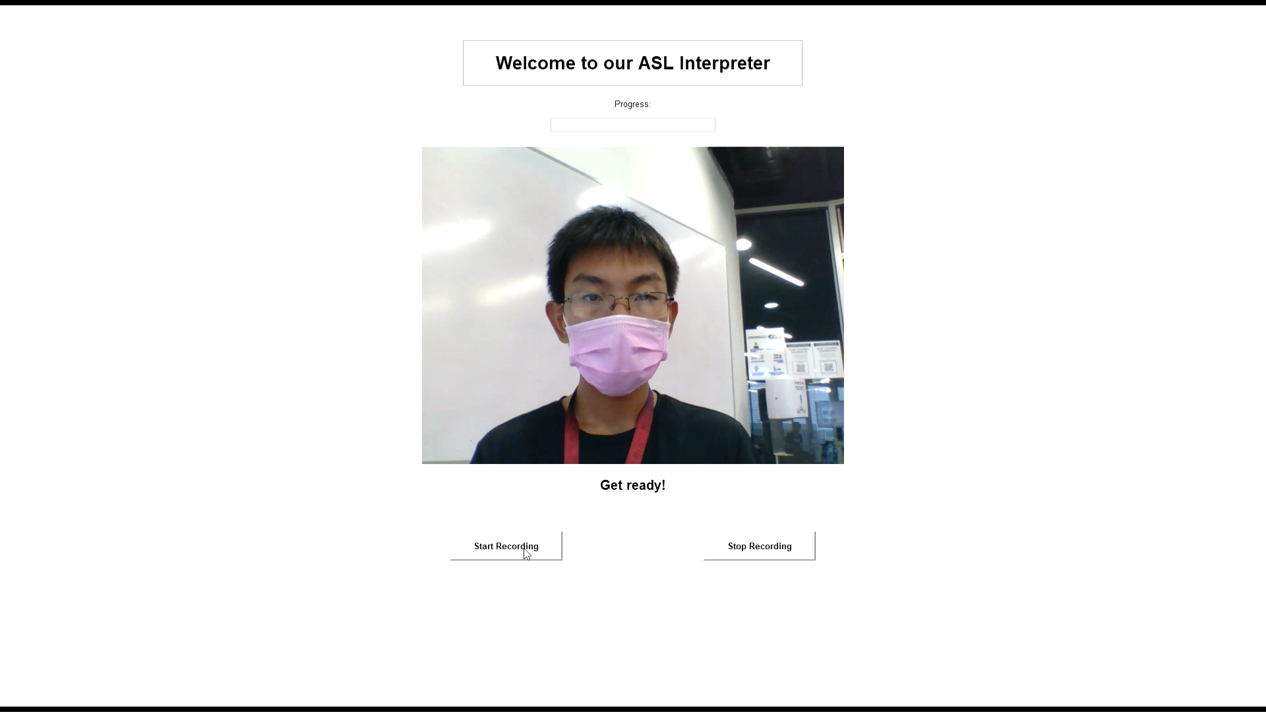 Welcome to our ASL Interpreter
Progress:
Get ready!
Start Recording
Stop Recording